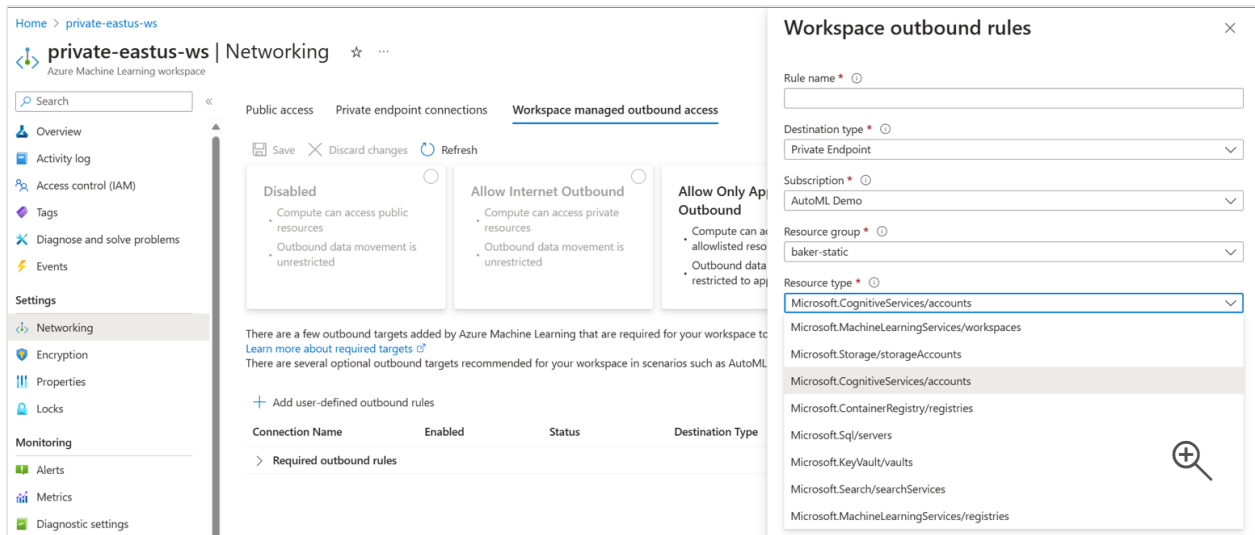 Home > private-eastus-ws
private-eastus-ws | Networking
Azure Machine Learning workspace
Search
Overview
Activity log
Access control (IAM)
Tags
Diagnose and solve problems
Events
Settings
Networking
Encryption
Properties
Locks
Monitoring
Alerts
Metrics
Diagnostic settings
Public access Private endpoint connections Workspace managed outbound access
Save Discard changes Refresh
Disabled
• Compute can access public
resources
• Outbound data movement is
unrestricted
Allow Internet Outbound
• Compute can access private
resources
• Outbound data movement is
unrestricted
Allow Only Ap
Outbound
• Compute can a
allowlisted reso
• Outbound data
restricted to ap
There are a few outbound targets added by Azure Machine Learning that are required for your workspace to
Learn more about required targets
There are several optional outbound targets recommended for your workspace in scenarios such as AutoML
+ Add user-defined outbound rules
Connection Name Enabled Status Destination Type
> Required outbound rules
Workspace outbound rules
Rule name *
Destination type *
Private Endpoint
Subscription *
AutoML Demo
Resource group *
baker-static
Resource type *
Microsoft.CognitiveServices/accounts
Microsoft.MachineLearningServices/workspaces
Microsoft.Storage/storageAccounts
Microsoft.CognitiveServices/accounts
Microsoft.ContainerRegistry/registries
Microsoft.Sql/servers
Microsoft.KeyVault/vaults
Microsoft.Search/searchServices
Microsoft.MachineLearningServices/registries